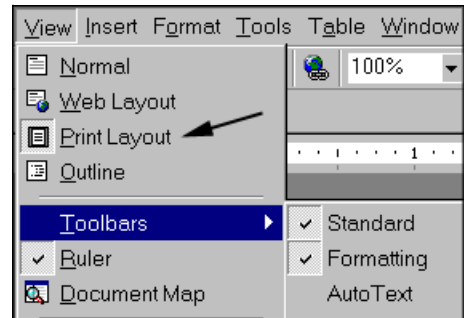 View Insert Format Tools Table Window
Normal
100%
Web Layout
Print Layout
1
Outline
Toolbars
Standard
Ruler
Formatting
Document Map
AutoText